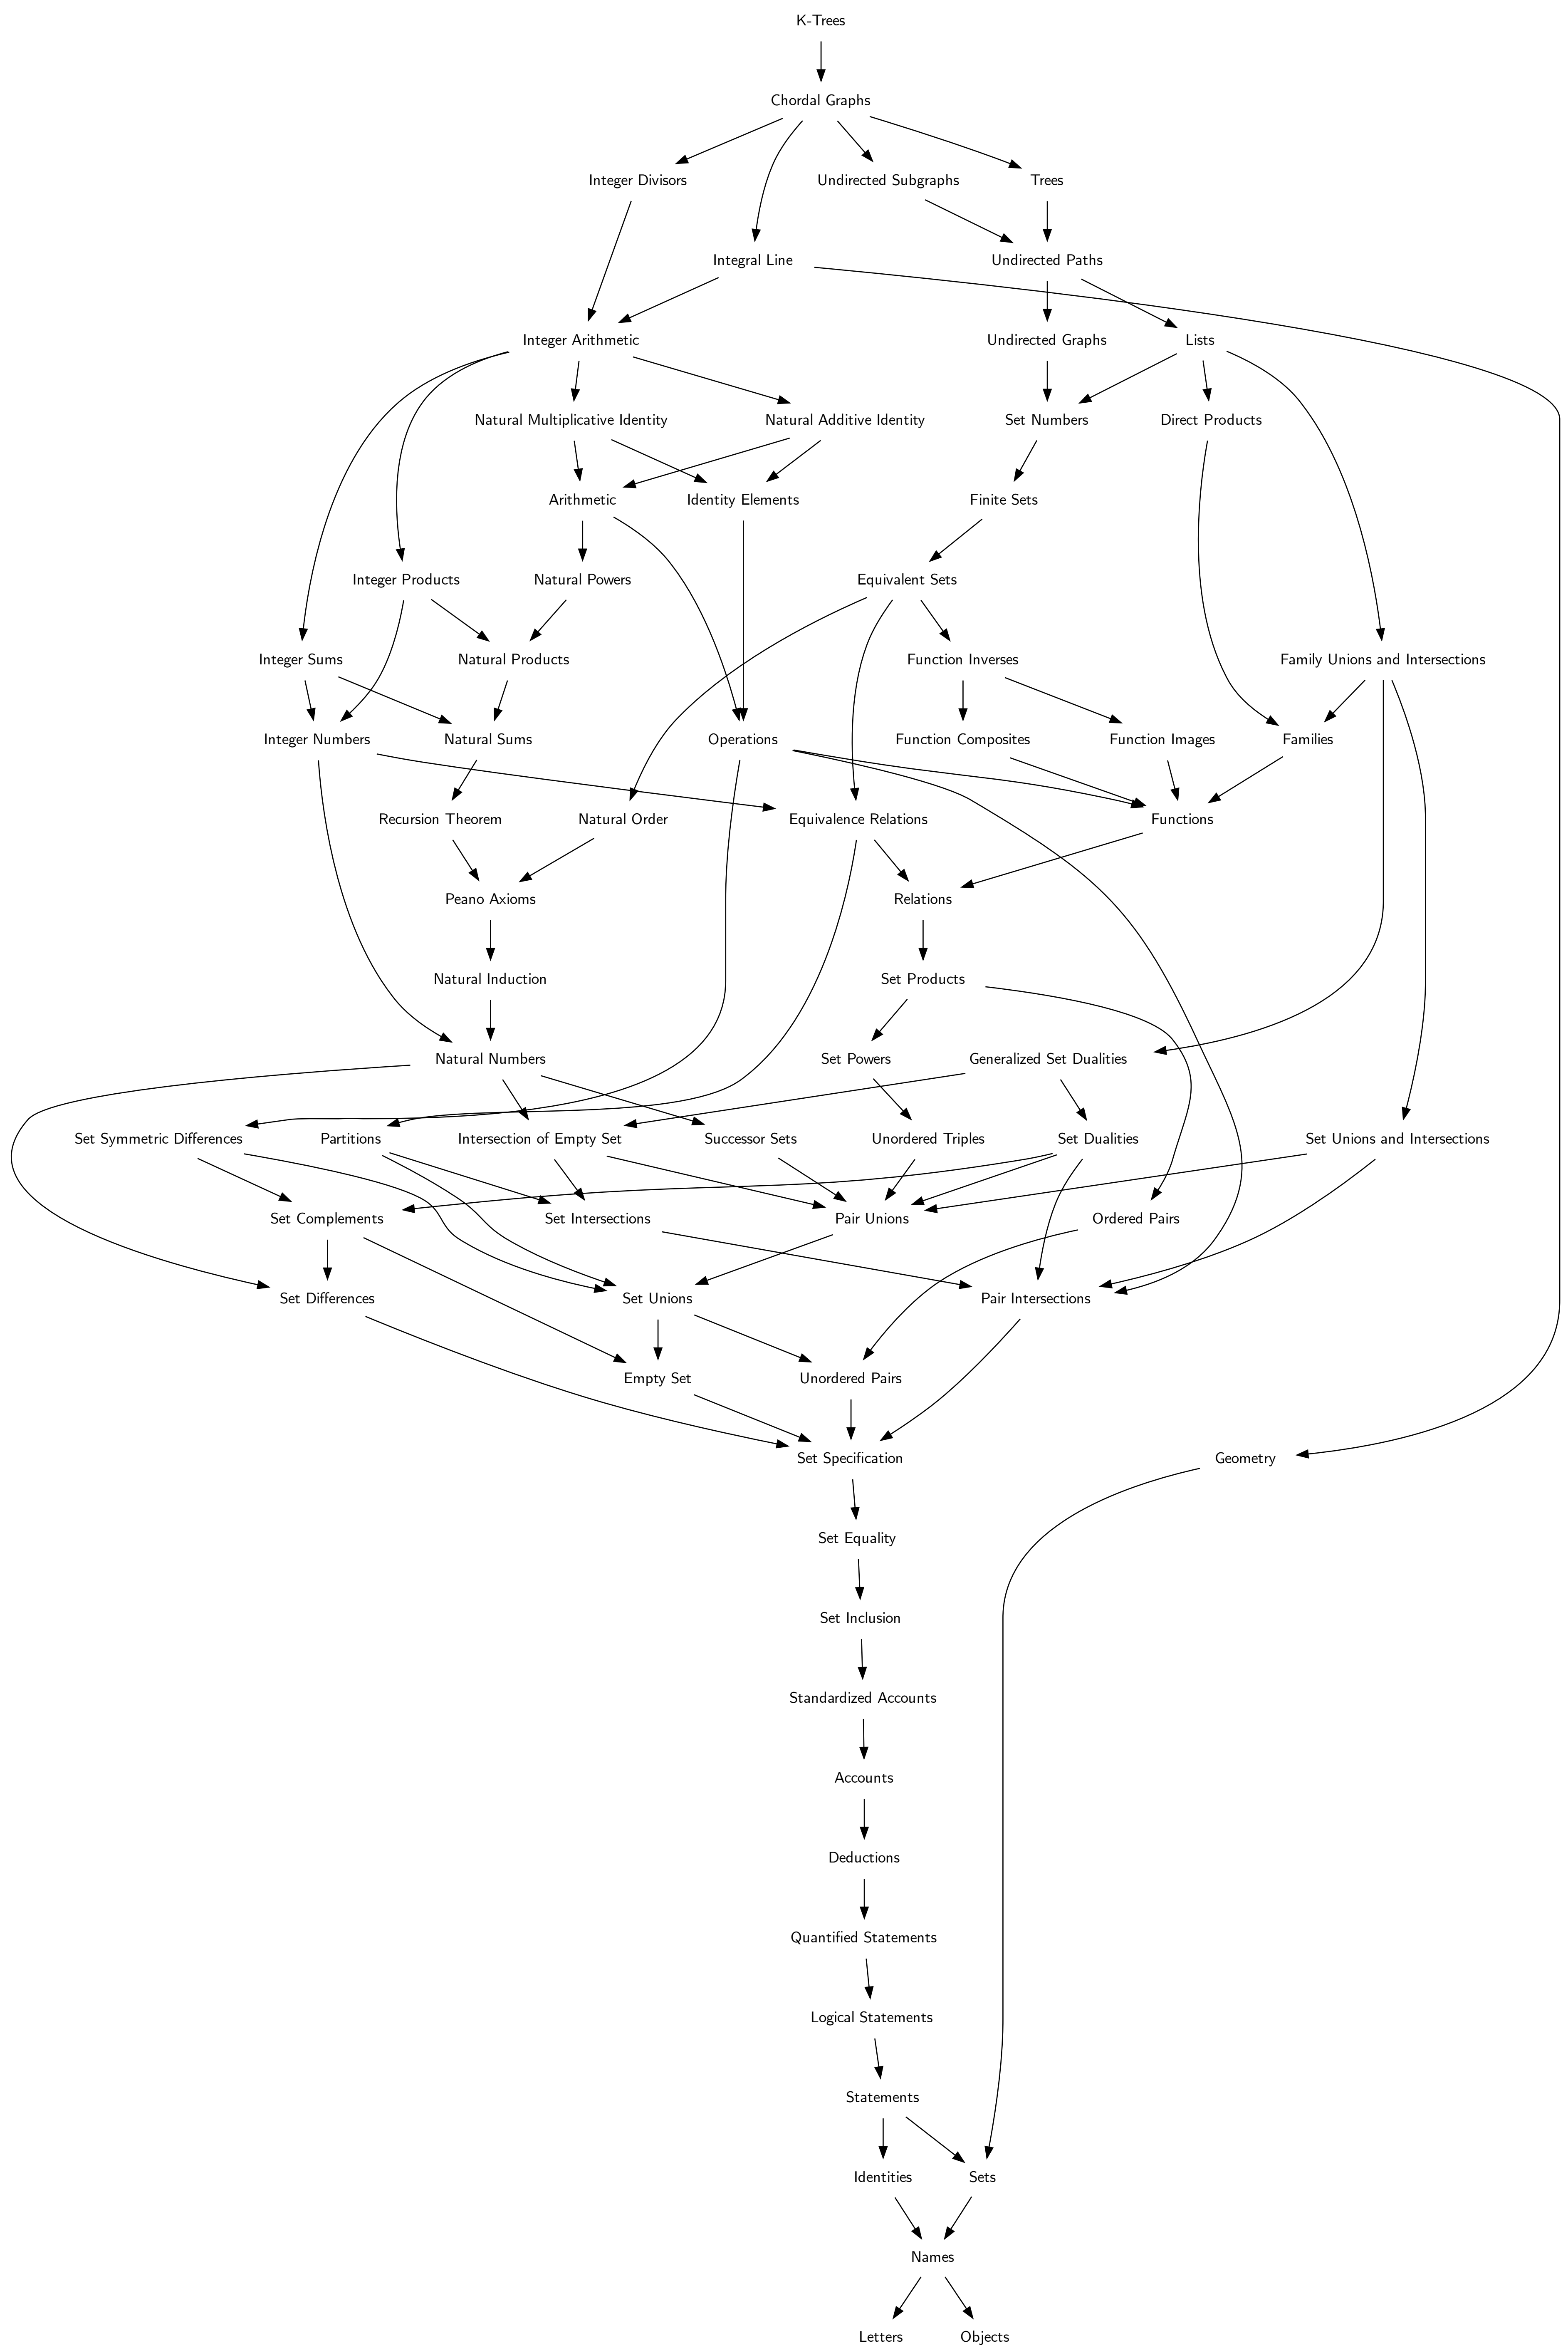 K-Trees
Chordal Graphs
Integer Divisors
Undirected Subgraphs
Trees
Integral Line
Undirected Paths
Integer Arithmetic
Undirected Graphs
Lists
Natural Multiplicative Identity
Natural Additive Identity
Set Numbers
Direct Products
Arithmetic
Identity Elements
Finite Sets
Integer Products
Natural Powers
Equivalent Sets
Integer Sums
Natural Products
Function Inverses
Family Unions and Intersections
Integer Numbers
Natural Sums
Operations
Function Composites
Function Images
Families
Recursion Theorem
Natural Order
Equivalence Relations
Functions
Peano Axioms
Relations
Natural Induction
Set Products
Natural Numbers
Set Powers
Generalized Set Dualities
Set Symmetric Differences
Partitions
Intersection of Empty Set
Successor Sets
Unordered Triples
Set Dualities
Set Unions and Intersections
Set Complements
Set Intersections
Pair Unions
Ordered Pairs
Set Differences
Set Unions
Pair Intersections
Empty Set
Unordered Pairs
Set Specification
Geometry
Set Equality
Set Inclusion
Standardized Accounts
Accounts
Deductions
Quantified Statements
Logical Statements
Statements
Identities
Sets
Names
Letters
Objects